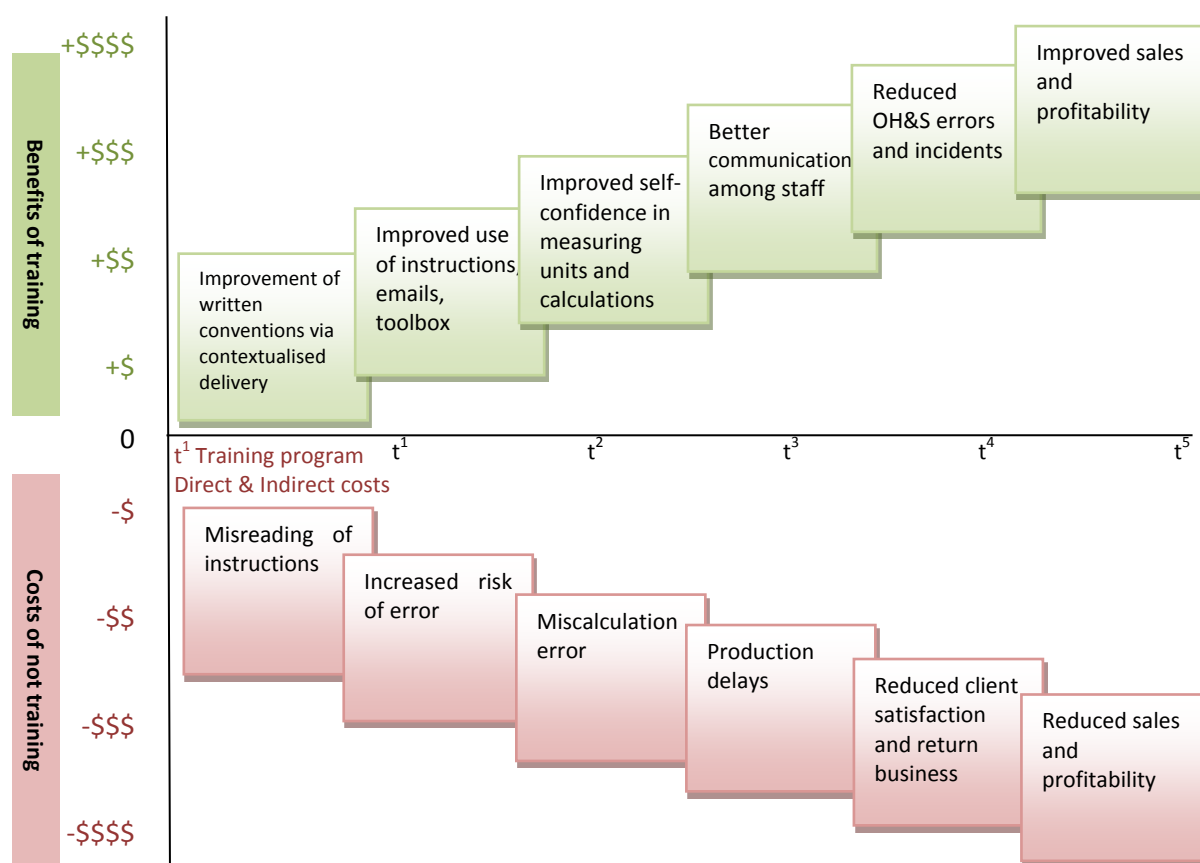 Benefits of training
+$$$$
+$$$
+$$
+$
0
Improvement of
written
conventions via
contextualised
delivery
Improved use
of instructions,
emails,
toolbox
Improved self-
confidence in
measuring
units and
calculations
Better
communication
among staff
Reduced
OH&S errors
and incidents
Improved sales
and
profitability
t¹ Training program
Direct & Indirect costs
t¹
t²
t³
t⁴
t⁵
Costs of not training
-$
-$$
-$$$
-$$$$
Misreading of
instructions
Increased risk
of error
Miscalculation
error
Production
delays
Reduced client
satisfaction
and return
business
Reduced sales
and
profitability